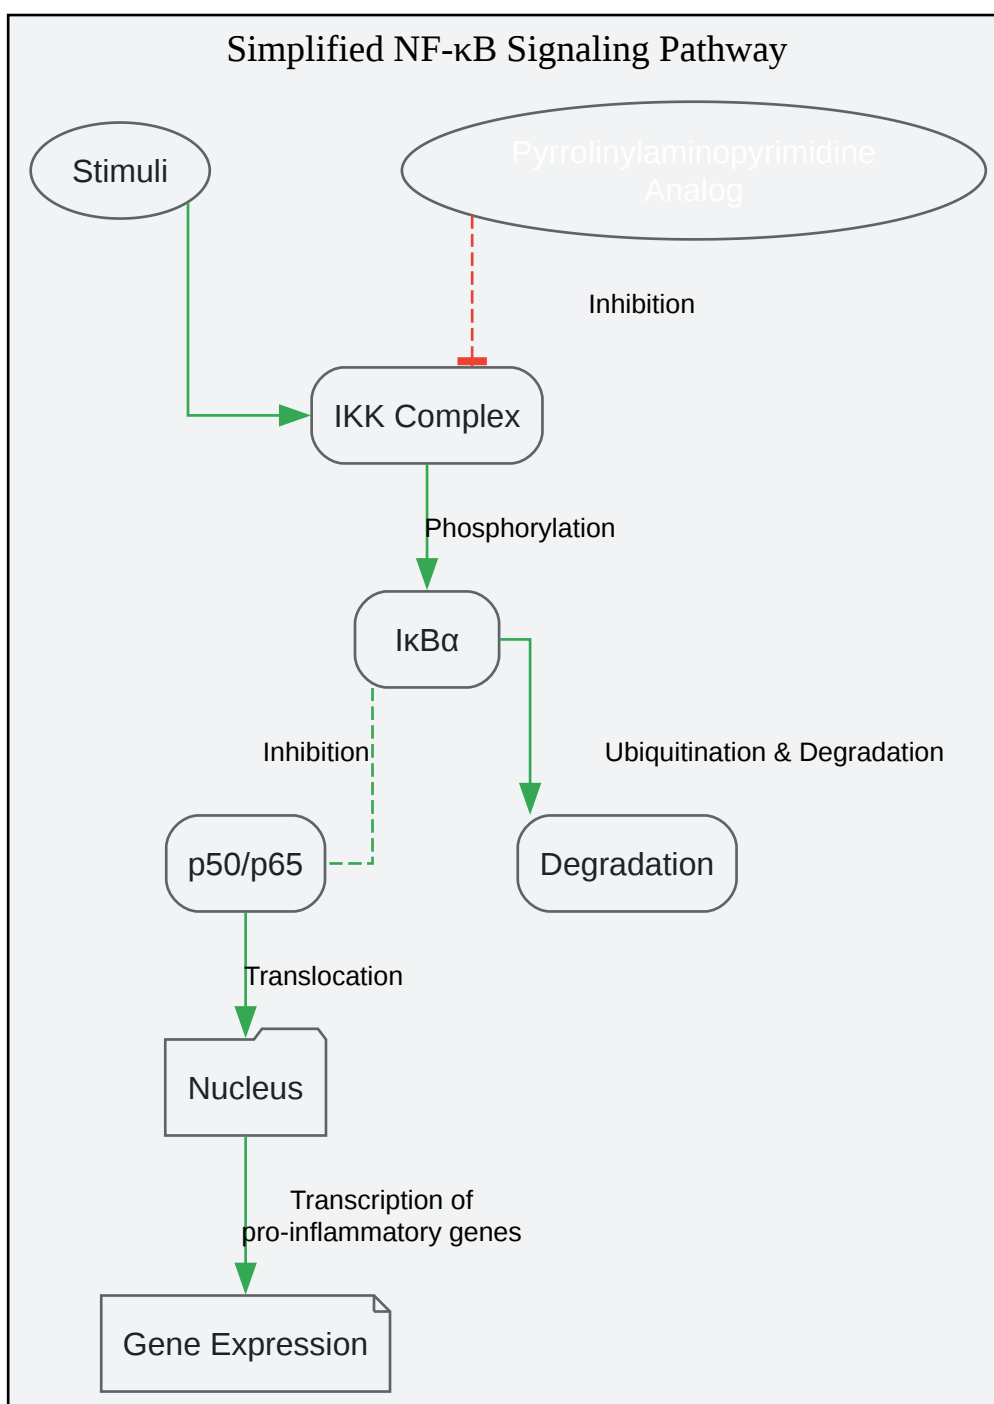 Simplified NF-κB Signaling Pathway
Stimuli
Pyrrolinylaminopyrimidine
Analog
Inhibition
IKK Complex
Phosphorylation
IκBα
Inhibition
Ubiquitination & Degradation
p50/p65
Degradation
Translocation
Nucleus
Transcription of
pro-inflammatory genes
Gene Expression